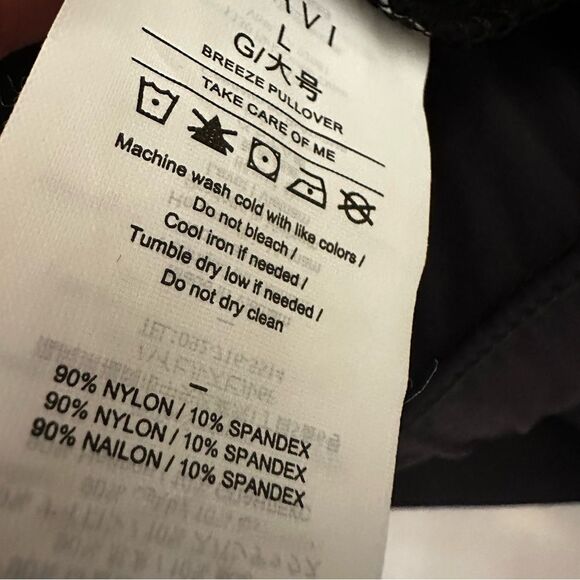 L
G/大号
BREEZE PULLOVER
TAKE CARE OF ME
Machine wash cold with like colors /
Do not bleach /
Cool iron if needed /
Tumble dry low if needed /
Do not dry clean
90% NYLON / 10% SPANDEX
90% NYLON / 10% SPANDEX
90% NAILON / 10% SPANDEX